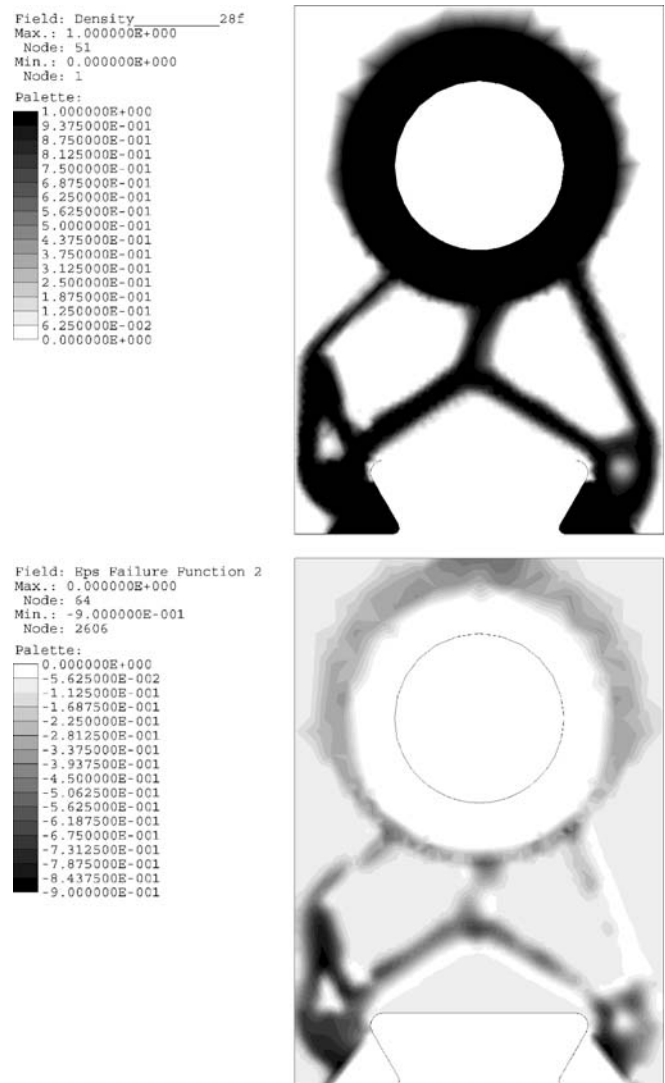 Field: Density________28f
Max.: 1.000000E+000
Node: 51
Min.: 0.000000E+000
Node: 1
Palette:
1.000000E+000
9.375000E-001
8.750000E-001
8.125000E-001
7.500000E-001
6.875000E-001
6.250000E-001
5.625000E-001
5.000000E-001
4.375000E-001
3.750000E-001
3.125000E-001
2.500000E-001
1.875000E-001
1.250000E-001
6.250000E-002
0.000000E+000
Field: Eps Failure Function 2
Max.: 0.000000E+000
Node: 64
Min.: -9.000000E-001
Node: 2606
Palette:
0.000000E+000
-5.625000E-002
-1.125000E-001
-1.687500E-001
-2.250000E-001
-2.812500E-001
-3.375000E-001
-3.937500E-001
-4.500000E-001
-5.062500E-001
-5.625000E-001
-6.187500E-001
-6.750000E-001
-7.312500E-001
-7.875000E-001
-8.437500E-001
-9.000000E-001